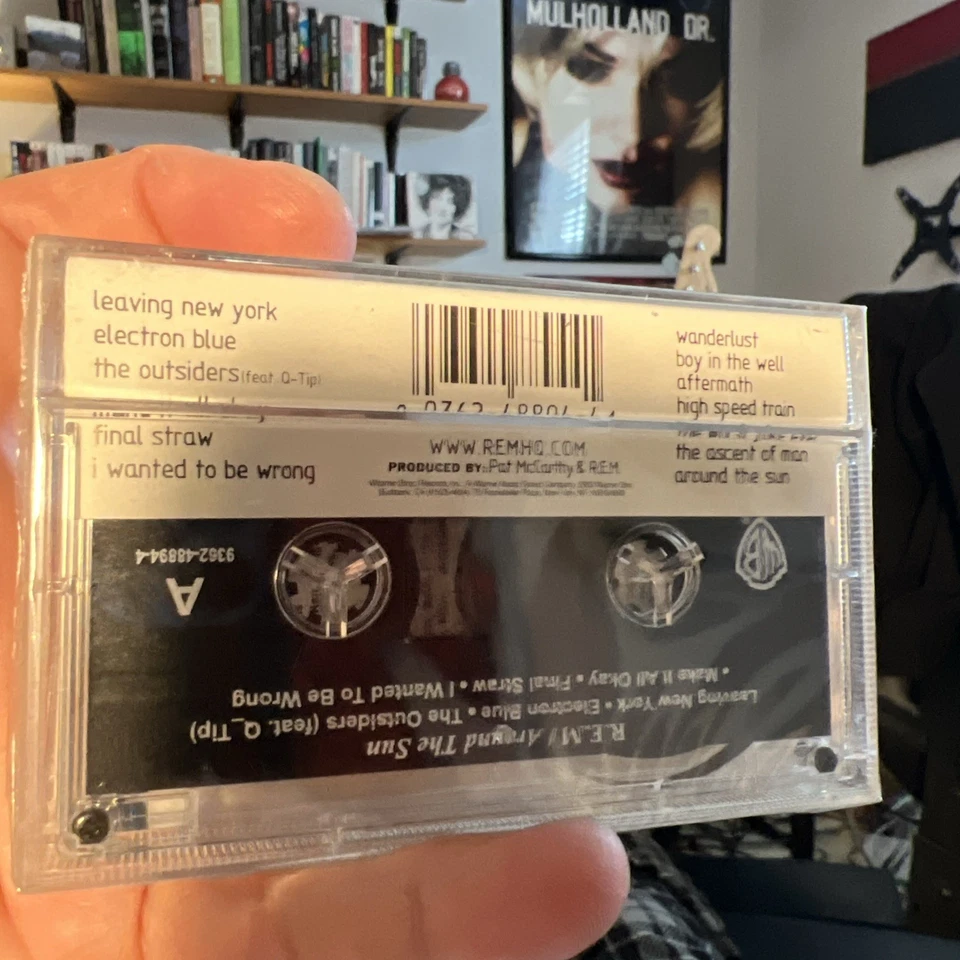 MULHOLLAND DR.
leaving new york
electron blue
the outsiders (feat. Q-Tip)
final straw
i wanted to be wrong
wanderlust
boy in the well
aftermath
high speed train
the ascent of man
around the sun
WWW.REMHQ.COM
PRODUCED BY: Pat McCarthy & R.E.M.
9362-48894-4
A
WB
R.E.M / Around The Sun
Leaving New York • Electron Blue • The Outsiders (feat. Q_Tip)
• Make It All Okay • Final Straw • I Wanted To Be Wrong